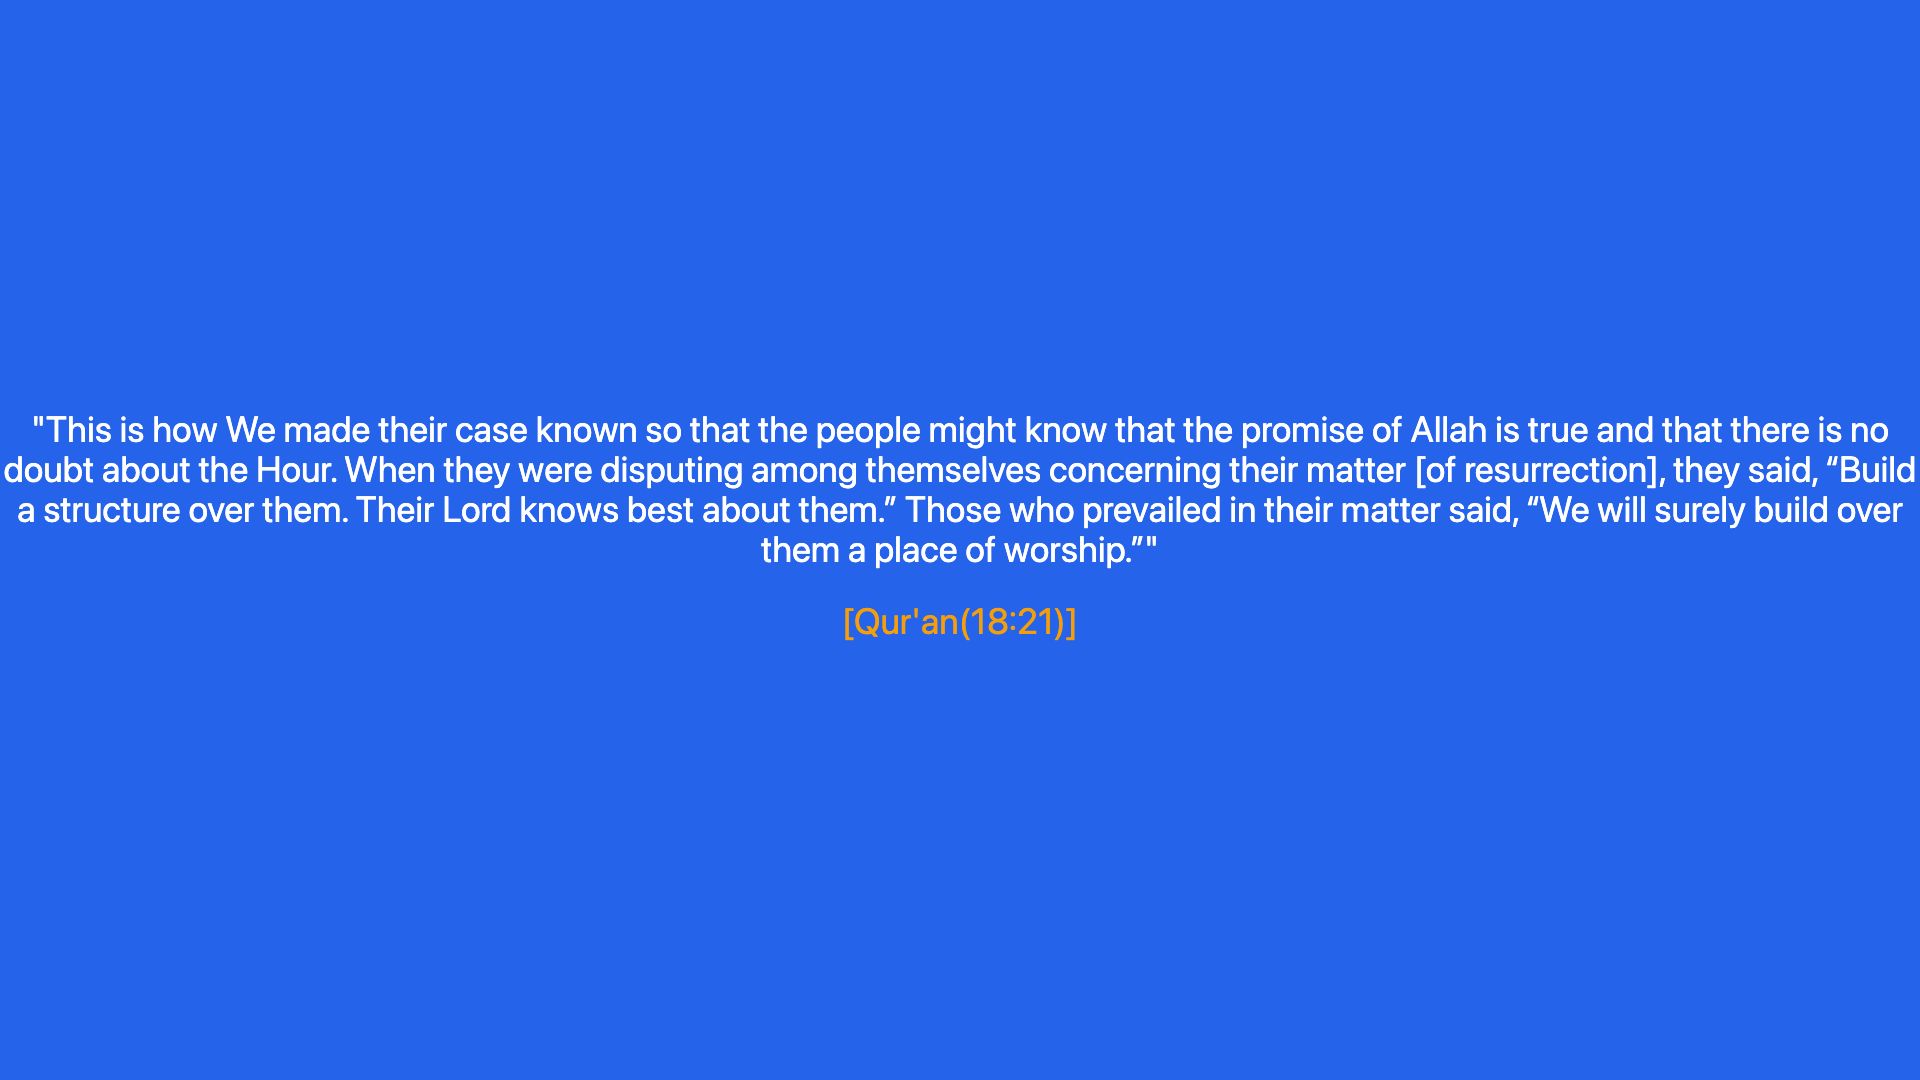 "This is how We made their case known so that the people might know that the promise of Allah is true and that there is no
doubt about the Hour. When they were disputing among themselves concerning their matter [of resurrection], they said, “Build
a structure over them. Their Lord knows best about them.” Those who prevailed in their matter said, “We will surely build over
them a place of worship.”"
[Qur'an(18:21)]